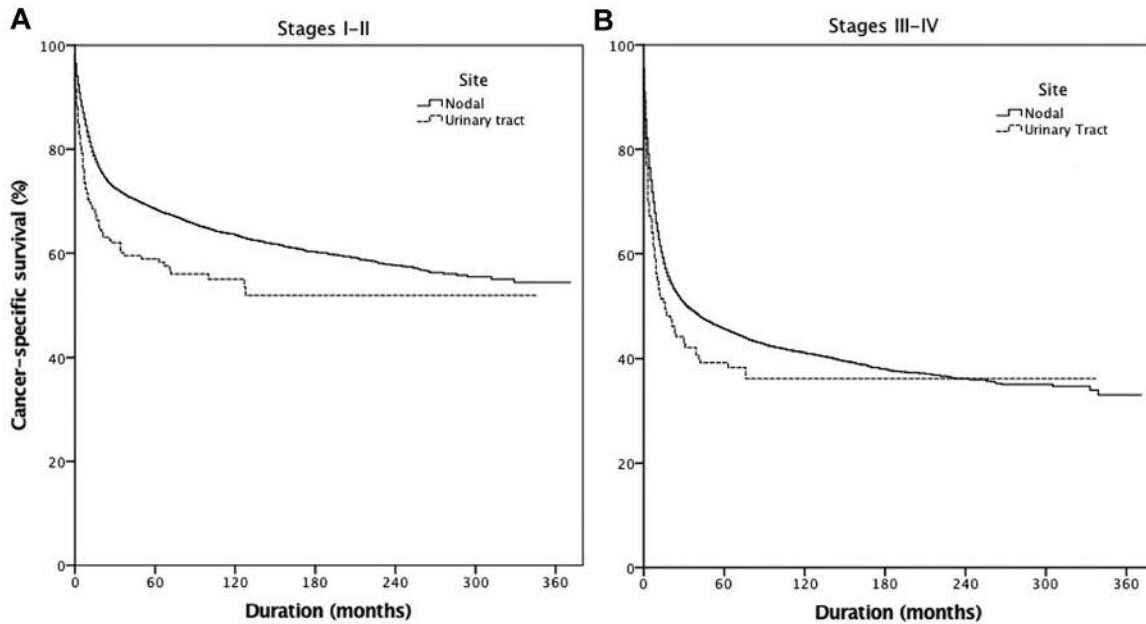 A
Stages I-II
Cancer-specific survival (%)
100
80
60
40
20
0
Site
Nodal
Urinary tract
0 60 120 180 240 300 360
Duration (months)
B
Stages III-IV
100
80
60
40
20
0
Site
Nodal
Urinary Tract
0 60 120 180 240 300 360
Duration (months)